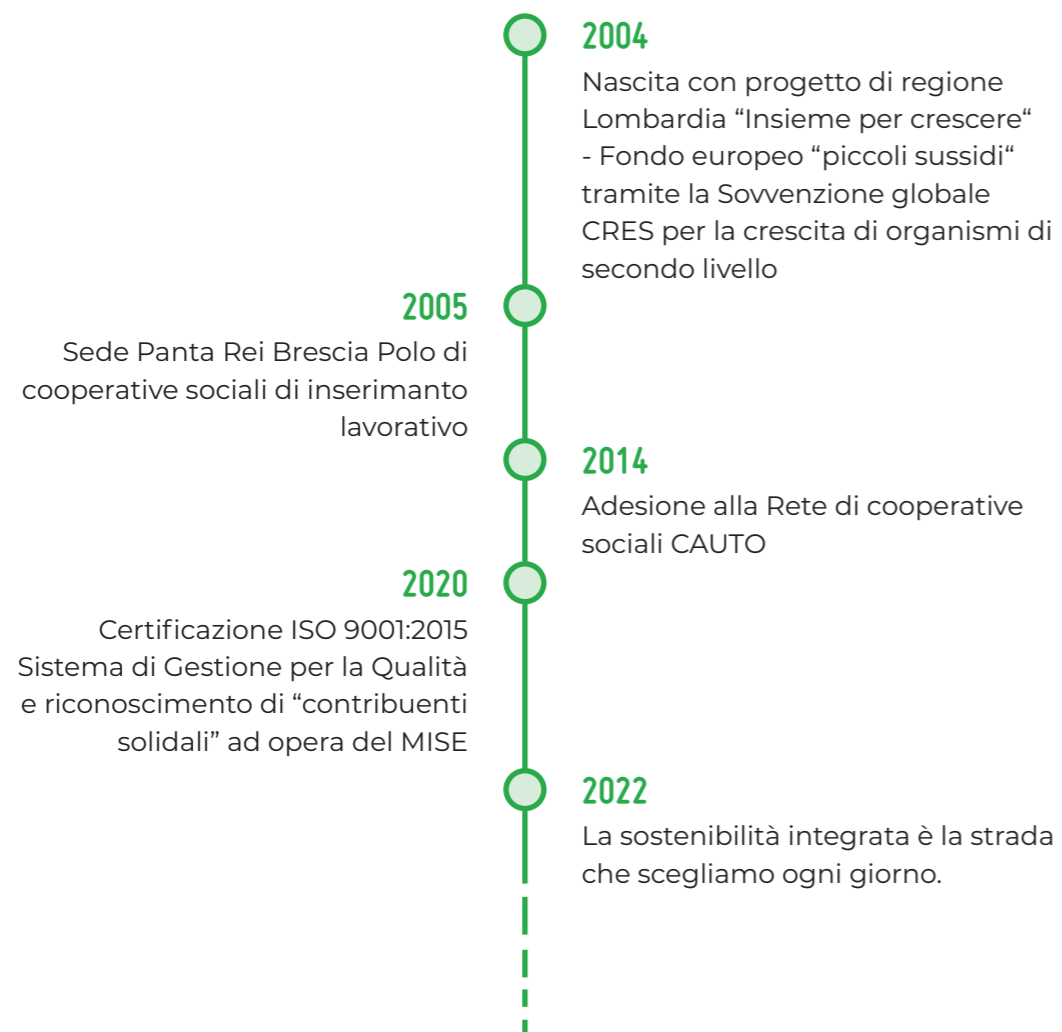 2004
Nascita con progetto di regione
Lombardia “Insieme per crescere“
- Fondo europeo “piccoli sussidi“
tramite la Sovvenzione globale
CRES per la crescita di organismi di
secondo livello
2005
Sede Panta Rei Brescia Polo di
cooperative sociali di inserimanto
lavorativo
2014
Adesione alla Rete di cooperative
sociali CAUTO
2020
Certificazione ISO 9001:2015
Sistema di Gestione per la Qualità
e riconoscimento di “contribuenti
solidali” ad opera del MISE
2022
La sostenibilità integrata è la strada
che scegliamo ogni giorno.